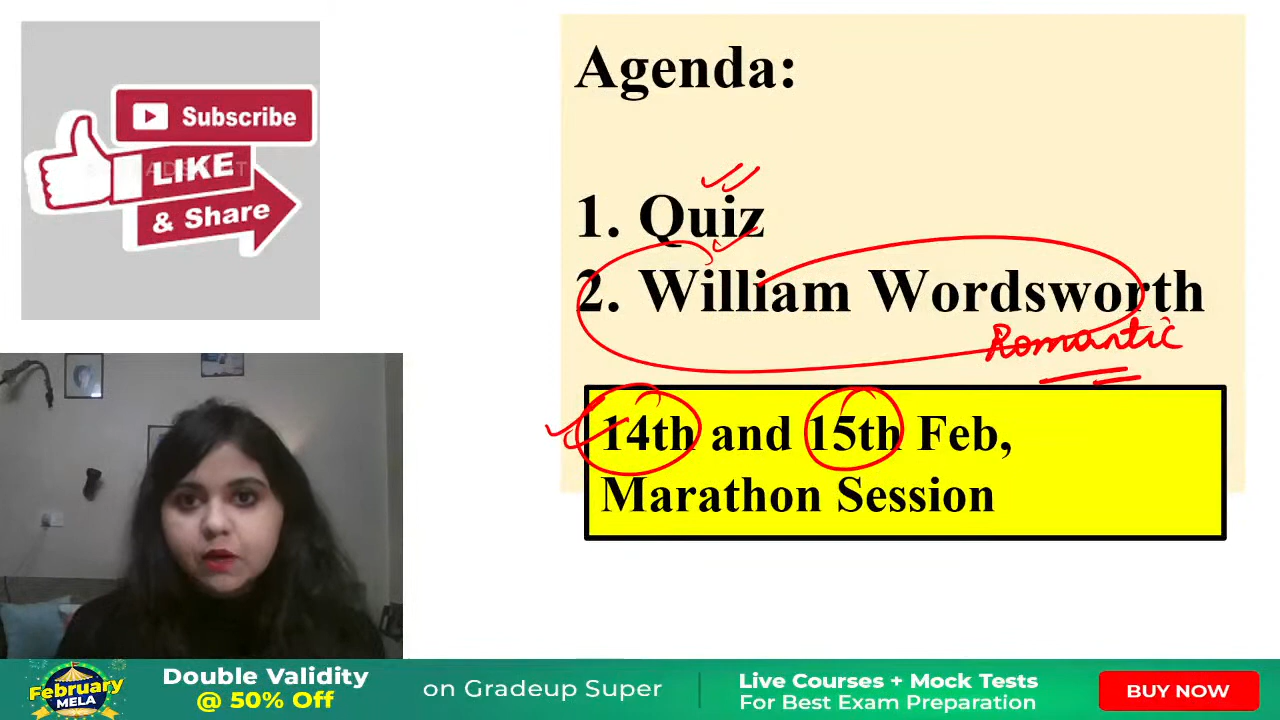 Subscribe
LIKE
& Share
Agenda:
1. Quiz
2. William Wordsworth
Romantic
14th and 15th Feb,
Marathon Session
February
MELA
Double Validity
@ 50% Off
on Gradeup Super
Live Courses + Mock Tests
For Best Exam Preparation
BUY NOW